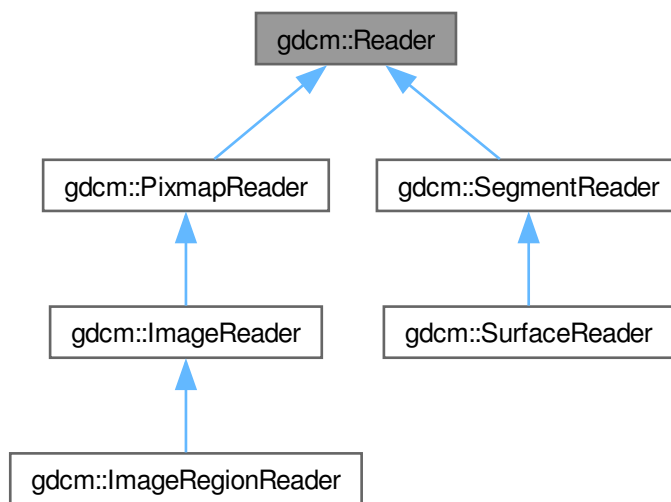 gdcm::Reader
gdcm::PixmapReader
gdcm::SegmentReader
gdcm::ImageReader
gdcm::SurfaceReader
gdcm::ImageRegionReader